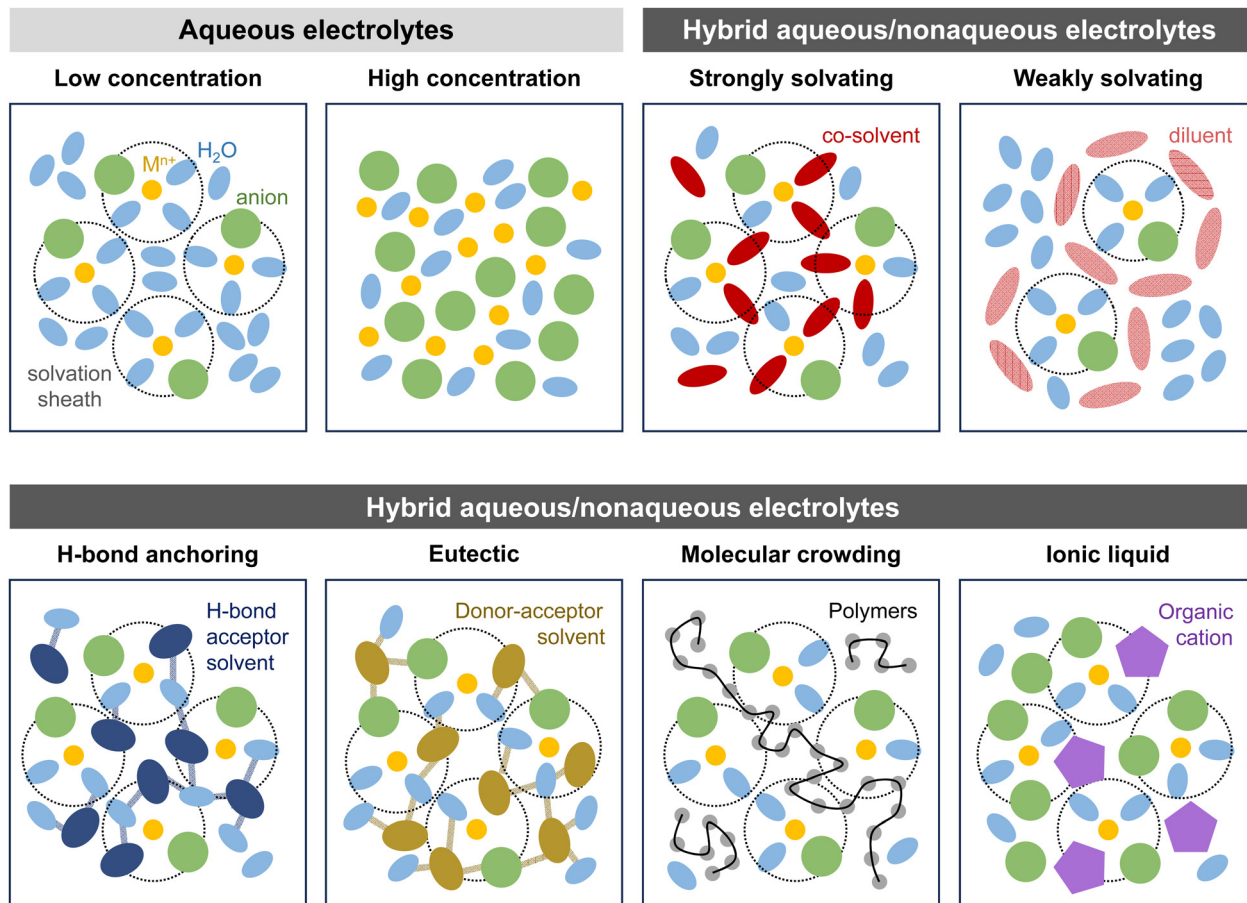 Aqueous electrolytes
Hybrid aqueous/nonaqueous electrolytes
Low concentration
High concentration
Strongly solvating
Weakly solvating
Mⁿ⁺
H₂O
anion
solvation
sheath
co-solvent
diluent
Hybrid aqueous/nonaqueous electrolytes
H-bond anchoring
Eutectic
Molecular crowding
Ionic liquid
H-bond
acceptor
solvent
Donor-acceptor
solvent
Polymers
Organic
cation